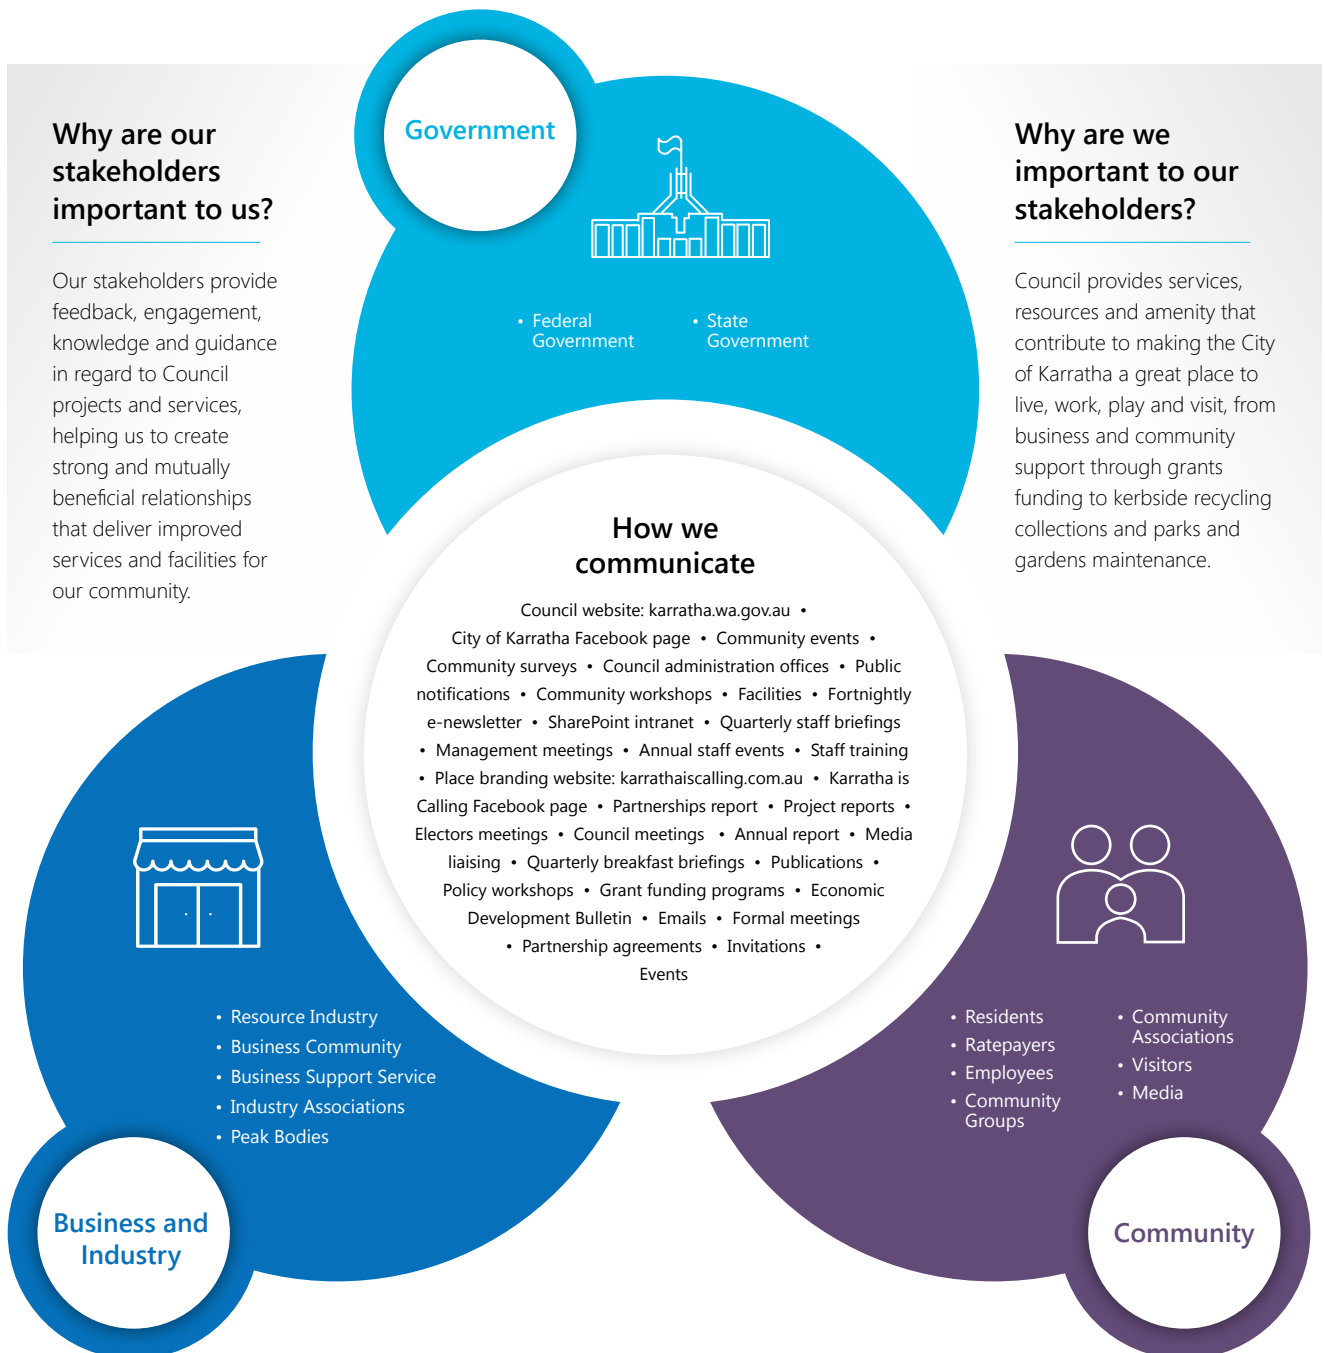 Government
Why are our
stakeholders
important to us?
Our stakeholders provide
feedback, engagement,
knowledge and guidance
in regard to Council
projects and services,
helping us to create
strong and mutually
beneficial relationships
that deliver improved
services and facilities for
our community.
• Federal
Government
• State
Government
Why are we
important to our
stakeholders?
Council provides services,
resources and amenity that
contribute to making the City
of Karratha a great place to
live, work, play and visit, from
business and community
support through grants
funding to kerbside recycling
collections and parks and
gardens maintenance.
How we
communicate
Council website: karratha.wa.gov.au •
City of Karratha Facebook page • Community events •
Community surveys • Council administration offices • Public
notifications • Community workshops • Facilities • Fortnightly
e-newsletter • SharePoint intranet • Quarterly staff briefings
• Management meetings • Annual staff events • Staff training
• Place branding website: karrathaiscalling.com.au • Karratha is
Calling Facebook page • Partnerships report • Project reports •
Electors meetings • Council meetings • Annual report • Media
liaising • Quarterly breakfast briefings • Publications •
Policy workshops • Grant funding programs • Economic
Development Bulletin • Emails • Formal meetings
• Partnership agreements • Invitations •
Events
• Resource Industry
• Business Community
• Business Support Service
• Industry Associations
• Peak Bodies
Business and
Industry
• Residents
• Ratepayers
• Employees
• Community
Groups
• Community
Associations
• Visitors
• Media
Community